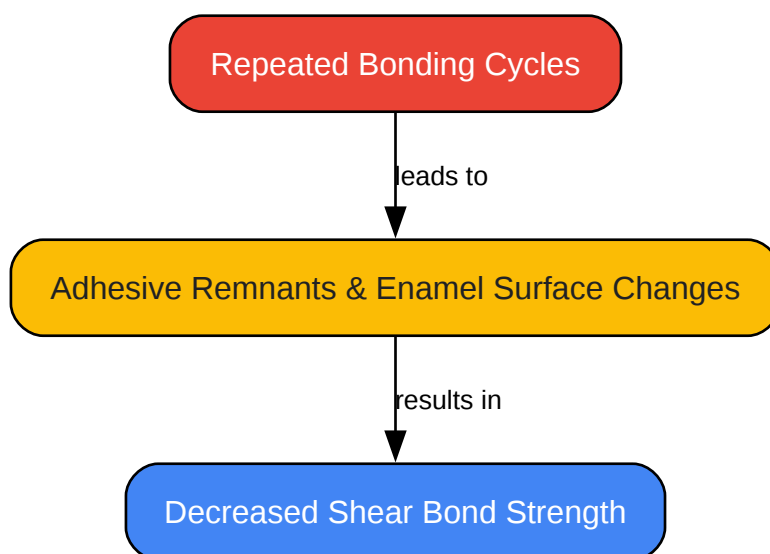 Repeated Bonding Cycles
leads to
Adhesive Remnants & Enamel Surface Changes
results in
Decreased Shear Bond Strength